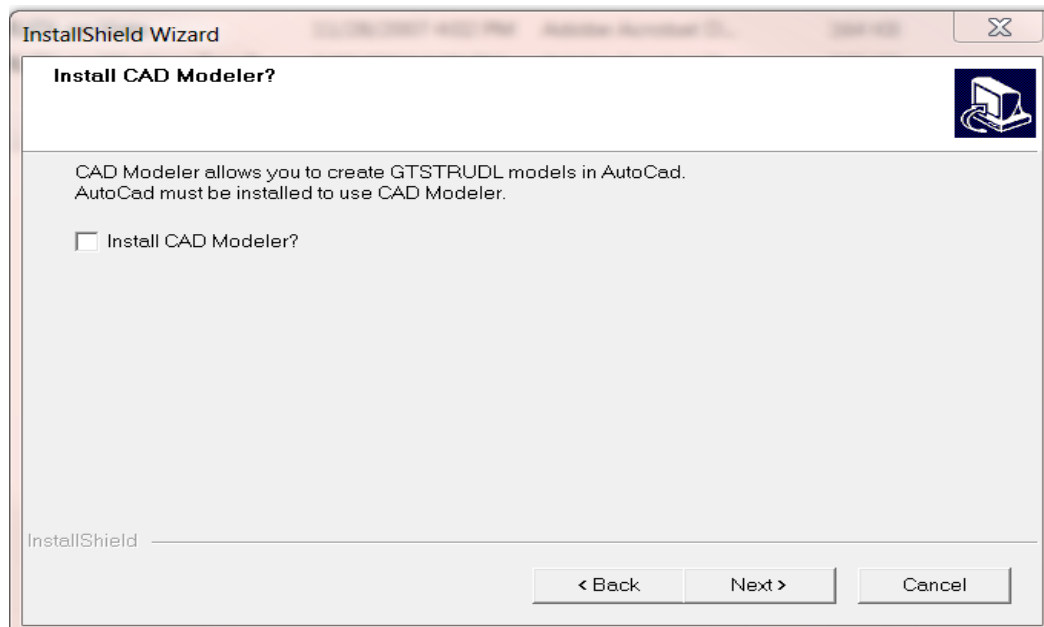 InstallShield Wizard
Install CAD Modeler?
CAD Modeler allows you to create GTSTRUDL models in AutoCad.
AutoCad must be installed to use CAD Modeler.
Install CAD Modeler?
InstallShield
< Back Next > Cancel